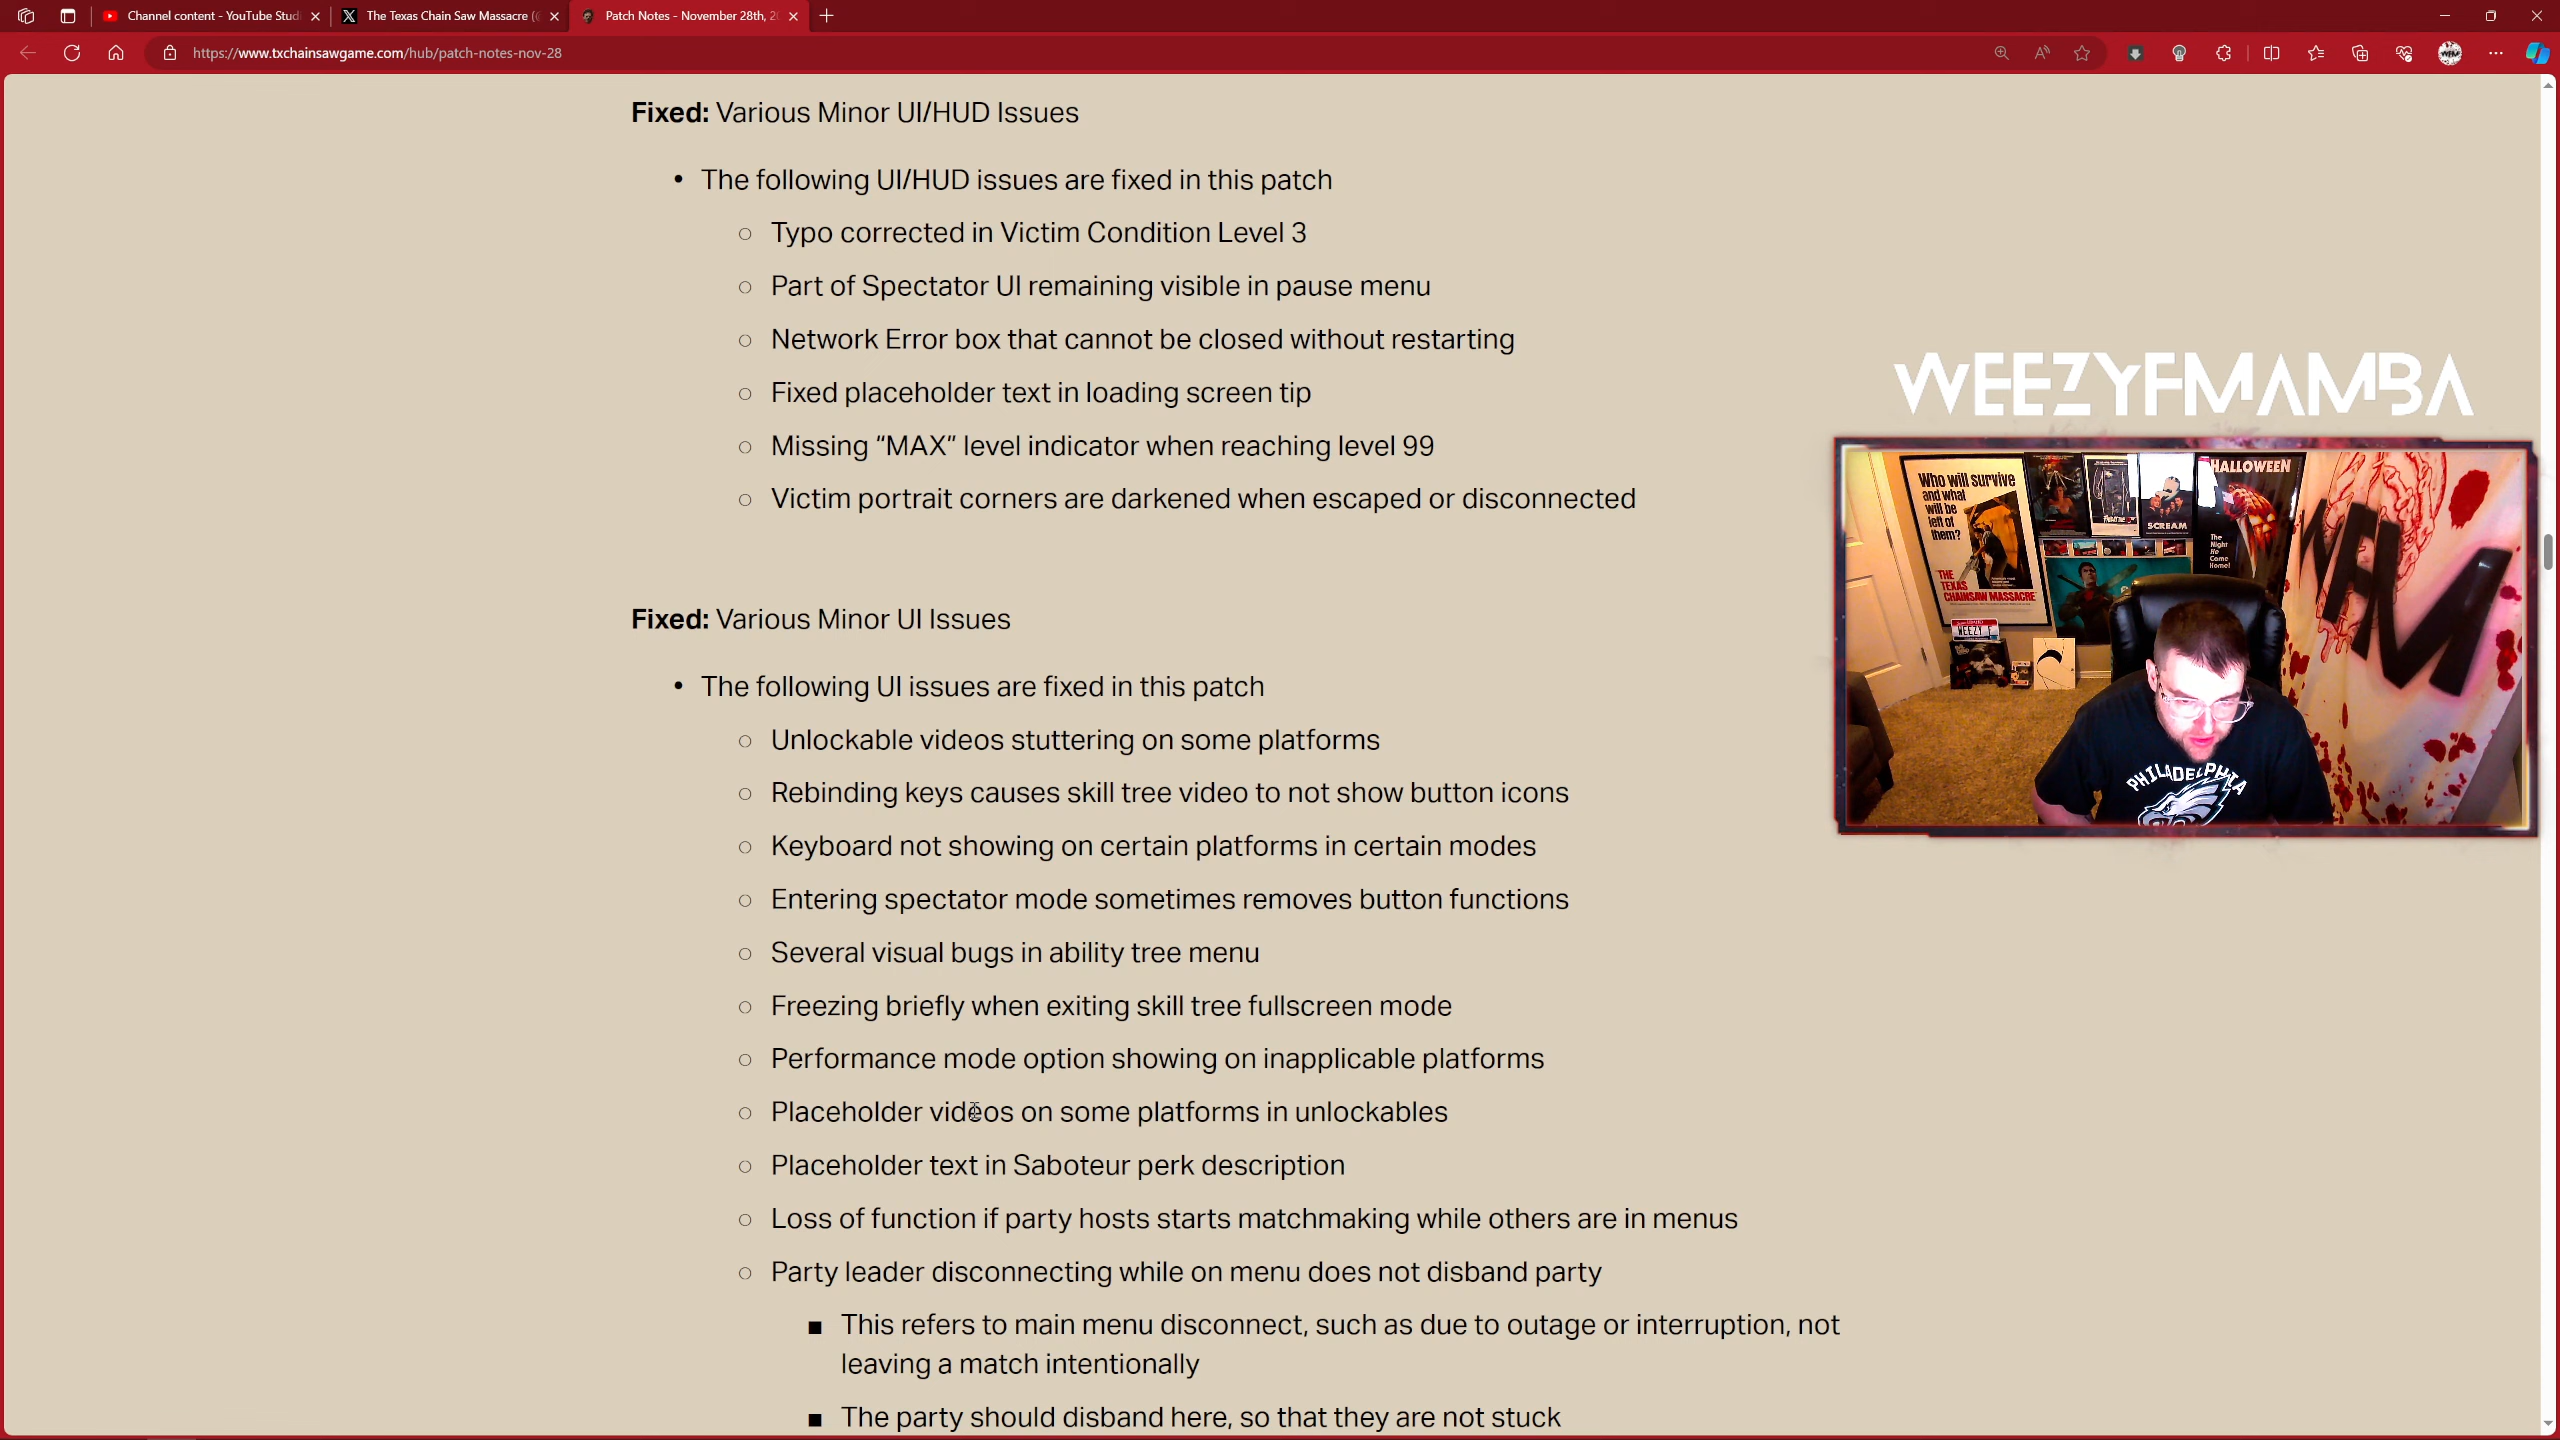 Channel content - YouTube Studi
The Texas Chain Saw Massacre (@
Patch Notes - November 28th, 20
https://www.txchainsawgame.com/hub/patch-notes-nov-28
Fixed: Various Minor UI/HUD Issues
• The following UI/HUD issues are fixed in this patch
○ Typo corrected in Victim Condition Level 3
○ Part of Spectator UI remaining visible in pause menu
○ Network Error box that cannot be closed without restarting
○ Fixed placeholder text in loading screen tip
○ Missing “MAX” level indicator when reaching level 99
○ Victim portrait corners are darkened when escaped or disconnected
Fixed: Various Minor UI Issues
• The following UI issues are fixed in this patch
○ Unlockable videos stuttering on some platforms
○ Rebinding keys causes skill tree video to not show button icons
○ Keyboard not showing on certain platforms in certain modes
○ Entering spectator mode sometimes removes button functions
○ Several visual bugs in ability tree menu
○ Freezing briefly when exiting skill tree fullscreen mode
○ Performance mode option showing on inapplicable platforms
○ Placeholder videos on some platforms in unlockables
○ Placeholder text in Saboteur perk description
○ Loss of function if party hosts starts matchmaking while others are in menus
○ Party leader disconnecting while on menu does not disband party
■ This refers to main menu disconnect, such as due to outage or interruption, not
leaving a match intentionally
■ The party should disband here, so that they are not stuck
WEEZYFMAMBA
Who will survive
and what
will be
left of
them?
THE
TEXAS
CHAINSAW MASSACRE
SCREAM
HALLOWEEN
The
Night
He
Came
Home!
WEEZY F
PHILADELPHIA